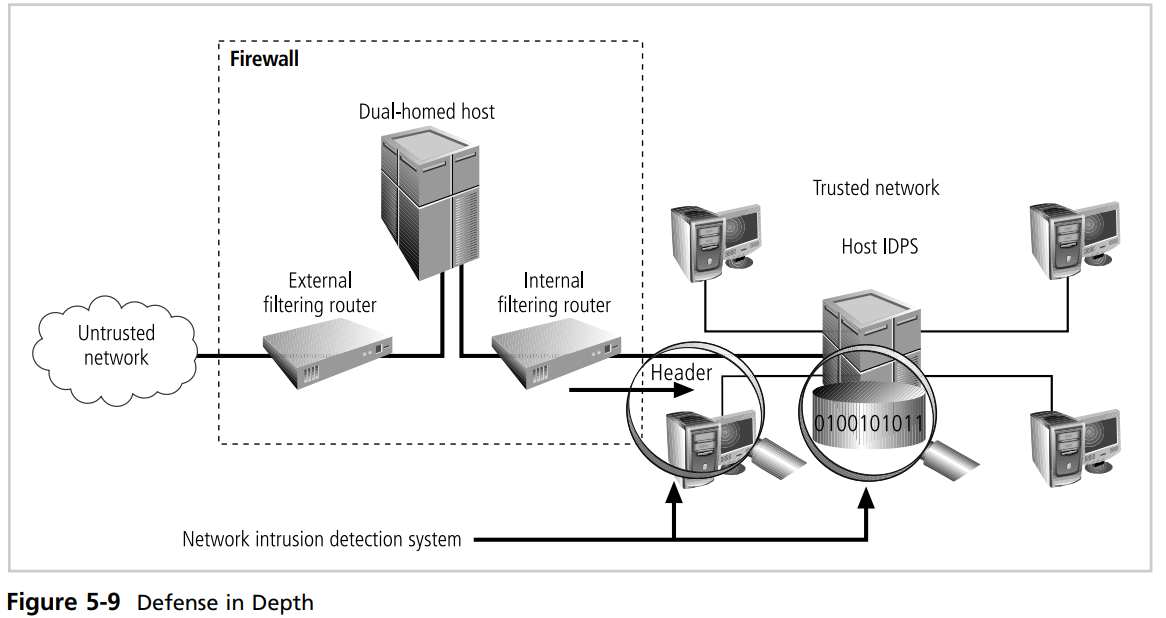 Firewall
Dual-homed host
Trusted network
Host IDPS
External
filtering router
Internal
filtering router
Untrusted
network
Header
0100101011
Network intrusion detection system
Figure 5-9 Defense in Depth